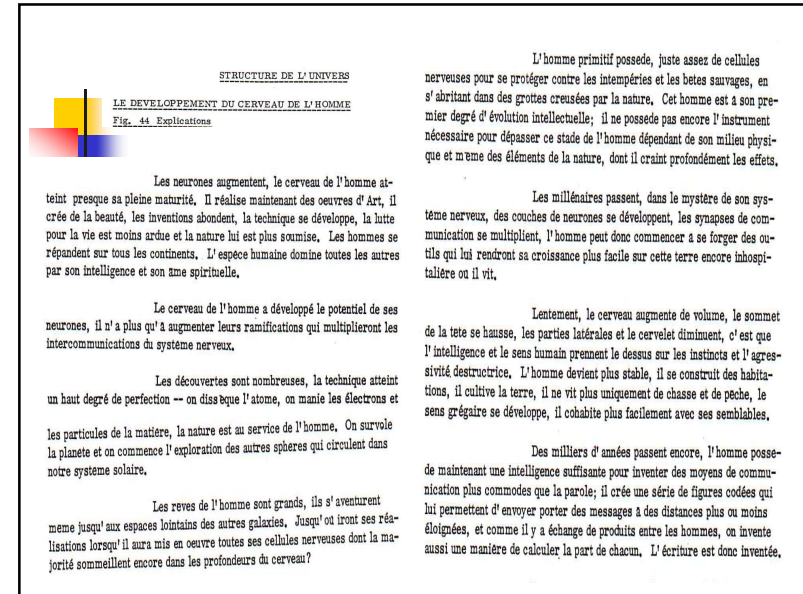 STRUCTURE DE L'UNIVERS
LE DEVELOPPEMENT DU CERVEAU DE L'HOMME
Fig. 44 Explications
Les neurones augmentent, le cerveau de l'homme at-
teint presque sa pleine maturité. Il réalise maintenant des oeuvres d'Art, il
crée de la beauté, les inventions abondent, la technique se développe, la lutte
pour la vie est moins ardue et la nature lui est plus soumise. Les hommes se
répandent sur tous les continents. L'espèce humaine domine toutes les autres
par son intelligence et son âme spirituelle.
Le cerveau de l'homme a développé le potentiel de ses
neurones, il n'a plus qu'à augmenter leurs ramifications qui multiplieront les
intercommunications du système nerveux.
Les découvertes sont nombreuses, la technique atteint
un haut degré de perfection -- on dissèque l'atome, on manie les électrons et
les particules de la matière, la nature est au service de l'homme. On survole
la planète et on commence l'exploration des autres spheres qui circulent dans
notre systeme solaire.
Les reves de l'homme sont grands, ils s'aventurent
meme jusqu'aux espaces lointains des autres galaxies. Jusqu'où iront ses réa-
lisations lorsqu'il aura mis en oeuvre toutes ses cellules nerveuses dont la ma-
jorité sommeillent encore dans les profondeurs du cerveau?
L'homme primitif possede, juste assez de cellules
nerveuses pour se protéger contre les intempéries et les betes sauvages, en
s'abritant dans des grottes creusées par la nature. Cet homme est à son pre-
mier degré d'évolution intellectuelle; il ne possede pas encore l'instrument
nécessaire pour dépasser ce stade de l'homme dépendant de son milieu physi-
que et même des éléments de la nature, dont il craint profondément les effets.
Les millénaires passent, dans le mystère de son sys-
tème nerveux, des couches de neurones se développent, les synapses de com-
munication se multiplient, l'homme peut donc commencer à se forger des ou-
tils qui lui rendront sa croissance plus facile sur cette terre encore inhospi-
talière où il vit.
Lentement, le cerveau augmente de volume, le sommet
de la tete se hausse, les parties latérales et le cervelet diminuent, c'est que
l'intelligence et le sens humain prennent le dessus sur les instincts et l'agres-
sivité destructrice. L'homme devient plus stable, il se construit des habita-
tions, il cultive la terre, il ne vit plus uniquement de chasse et de peche, le
sens grégaire se développe, il cohabite plus facilement avec ses semblables.
Des milliers d'années passent encore, l'homme posse-
de maintenant une intelligence suffisante pour inventer des moyens de commu-
nication plus commodes que la parole; il crée une série de figures codées qui
lui permettent d'envoyer porter des messages à des distances plus ou moins
éloignées, et comme il y a échange de produits entre les hommes, on invente
aussi une manière de calculer la part de chacun. L'écriture est donc inventée.